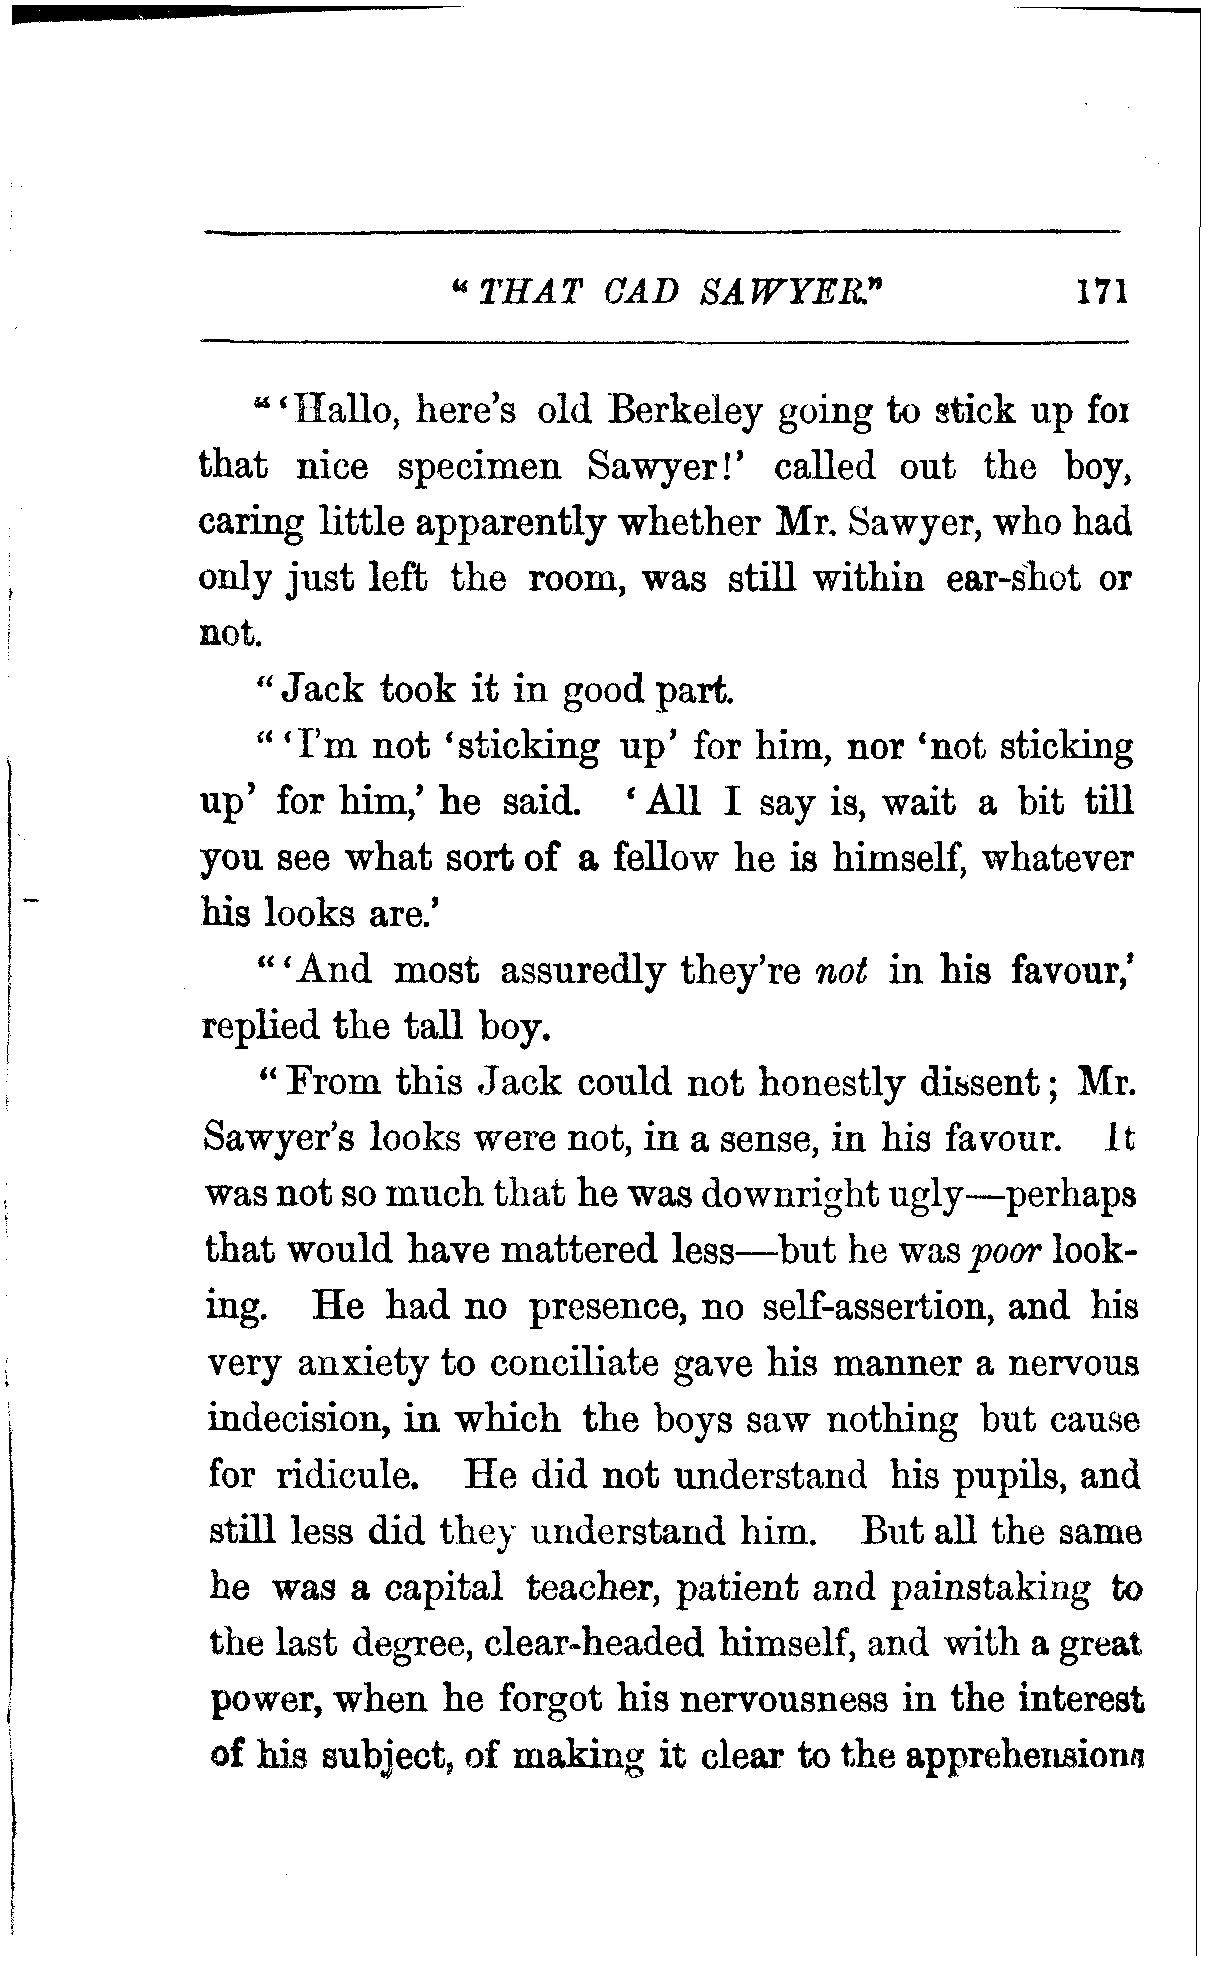 "THAT CAD SAWYER." 171
"'Hallo, here's old Berkeley going to stick up for
that nice specimen Sawyer!' called out the boy,
caring little apparently whether Mr. Sawyer, who had
only just left the room, was still within ear-shot or
not.
"Jack took it in good part.
"'I'm not 'sticking up' for him, nor 'not sticking
up' for him,' he said. 'All I say is, wait a bit till
you see what sort of a fellow he is himself, whatever
his looks are.'
"'And most assuredly they're not in his favour,'
replied the tall boy.
"From this Jack could not honestly dissent; Mr.
Sawyer's looks were not, in a sense, in his favour. It
was not so much that he was downright ugly—perhaps
that would have mattered less—but he was poor look-
ing. He had no presence, no self-assertion, and his
very anxiety to conciliate gave his manner a nervous
indecision, in which the boys saw nothing but cause
for ridicule. He did not understand his pupils, and
still less did they understand him. But all the same
he was a capital teacher, patient and painstaking to
the last degree, clear-headed himself, and with a great
power, when he forgot his nervousness in the interest
of his subject, of making it clear to the apprehensions